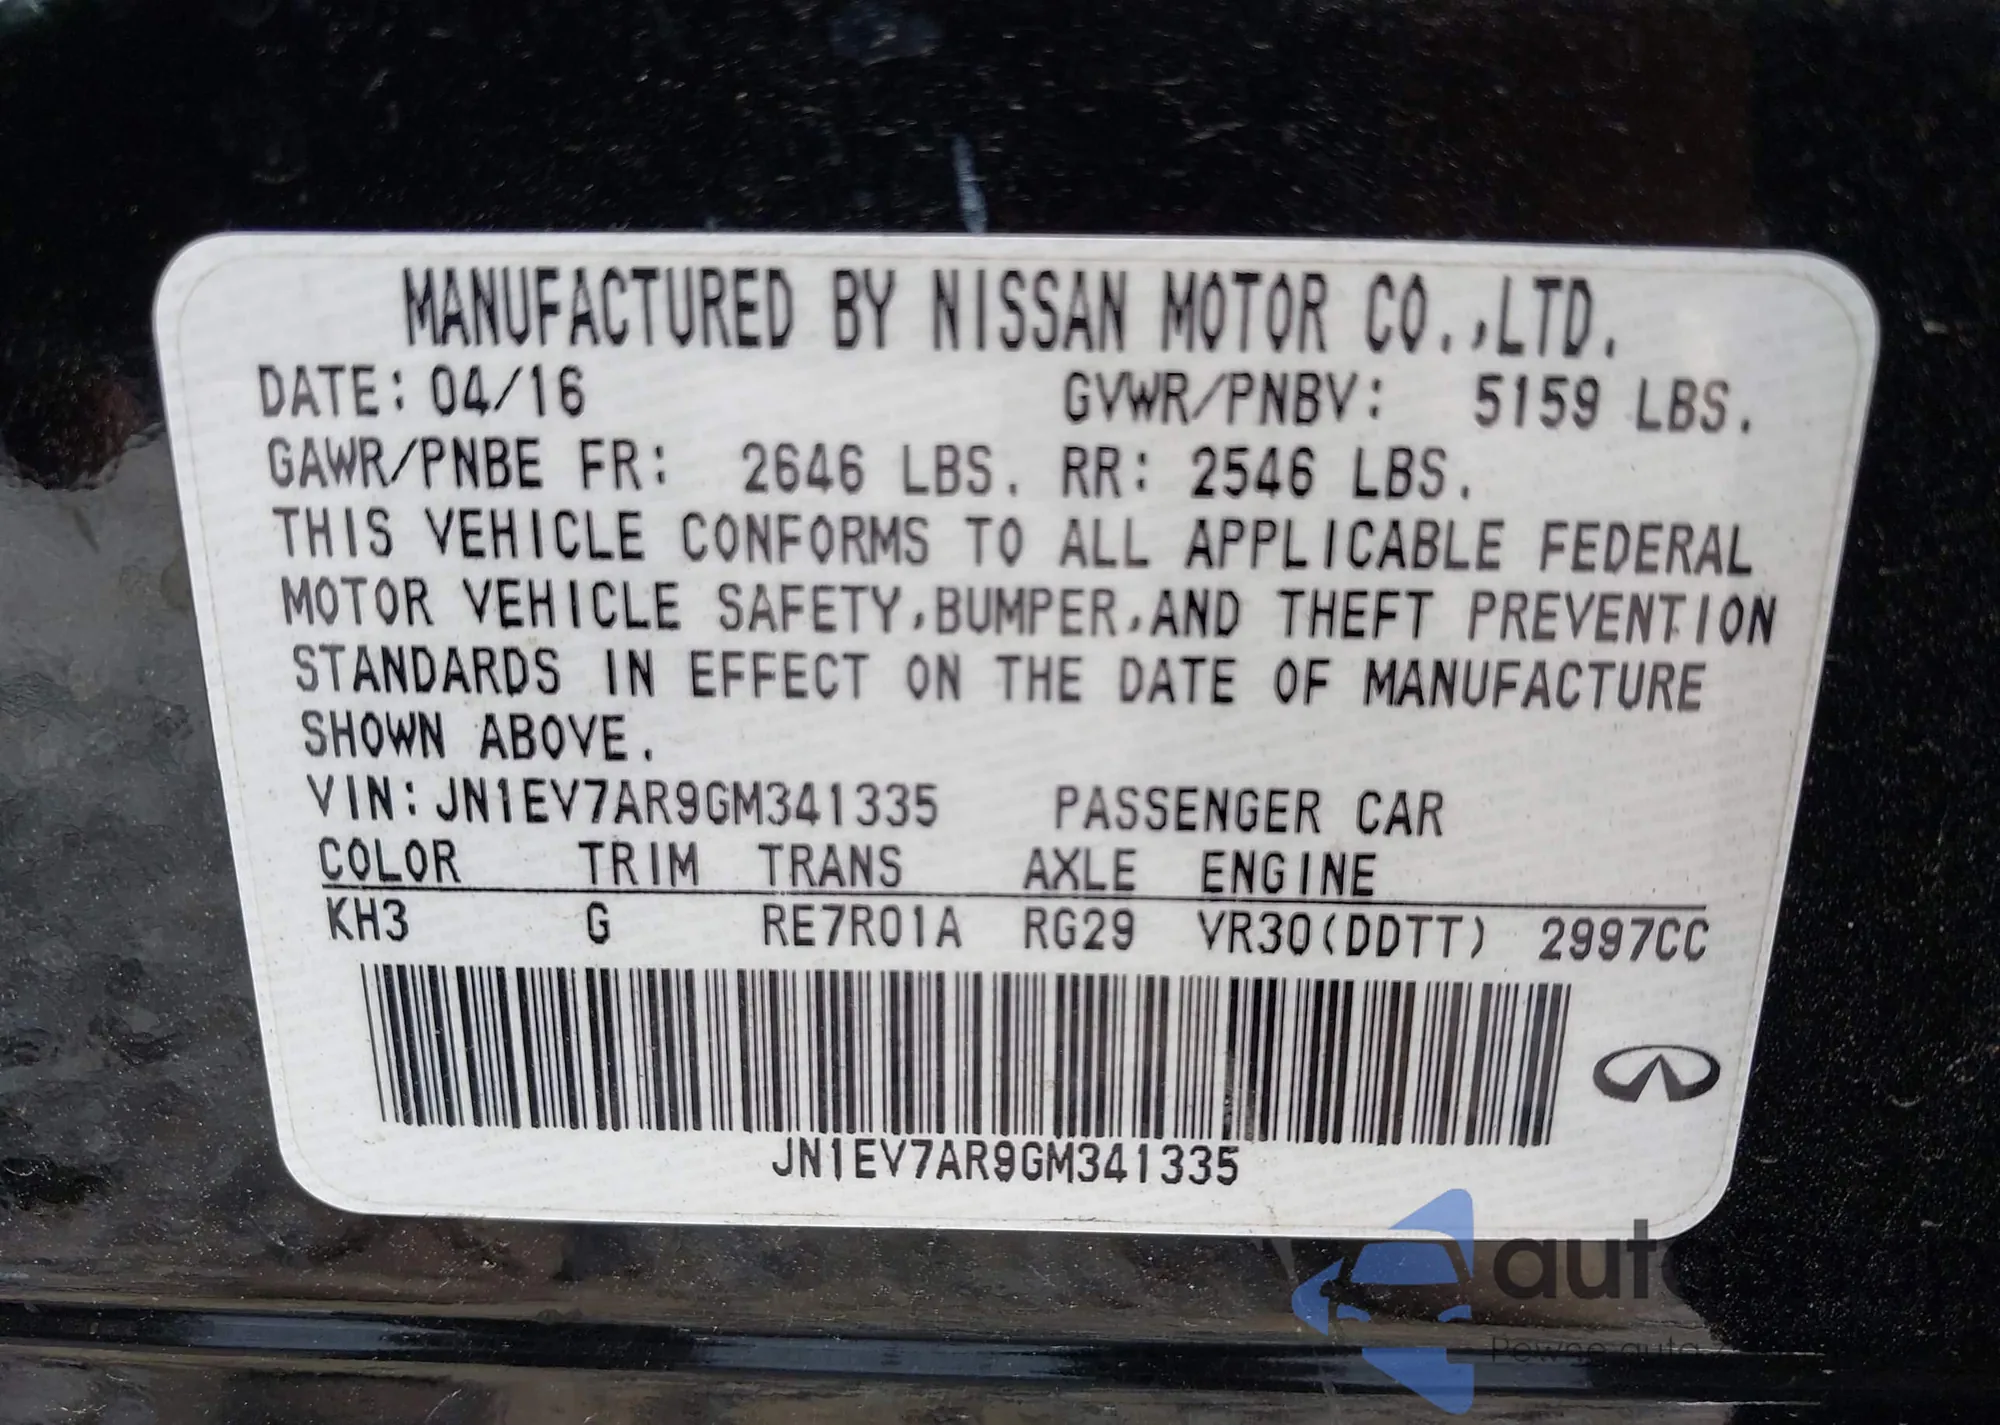 MANUFACTURED BY NISSAN MOTOR CO.,LTD.
DATE: 04/16 GVWR/PNBV: 5159 LBS.
GAWR/PNBE FR: 2646 LBS. RR: 2546 LBS.
THIS VEHICLE CONFORMS TO ALL APPLICABLE FEDERAL
MOTOR VEHICLE SAFETY,BUMPER,AND THEFT PREVENTION
STANDARDS IN EFFECT ON THE DATE OF MANUFACTURE
SHOWN ABOVE.
VIN: JN1EV7AR9GM341335 PASSENGER CAR
COLOR TRIM TRANS AXLE ENGINE
KH3 G RE7R01A RG29 VR30(DDTT) 2997CC
JN1EV7AR9GM341335
Pewne auto